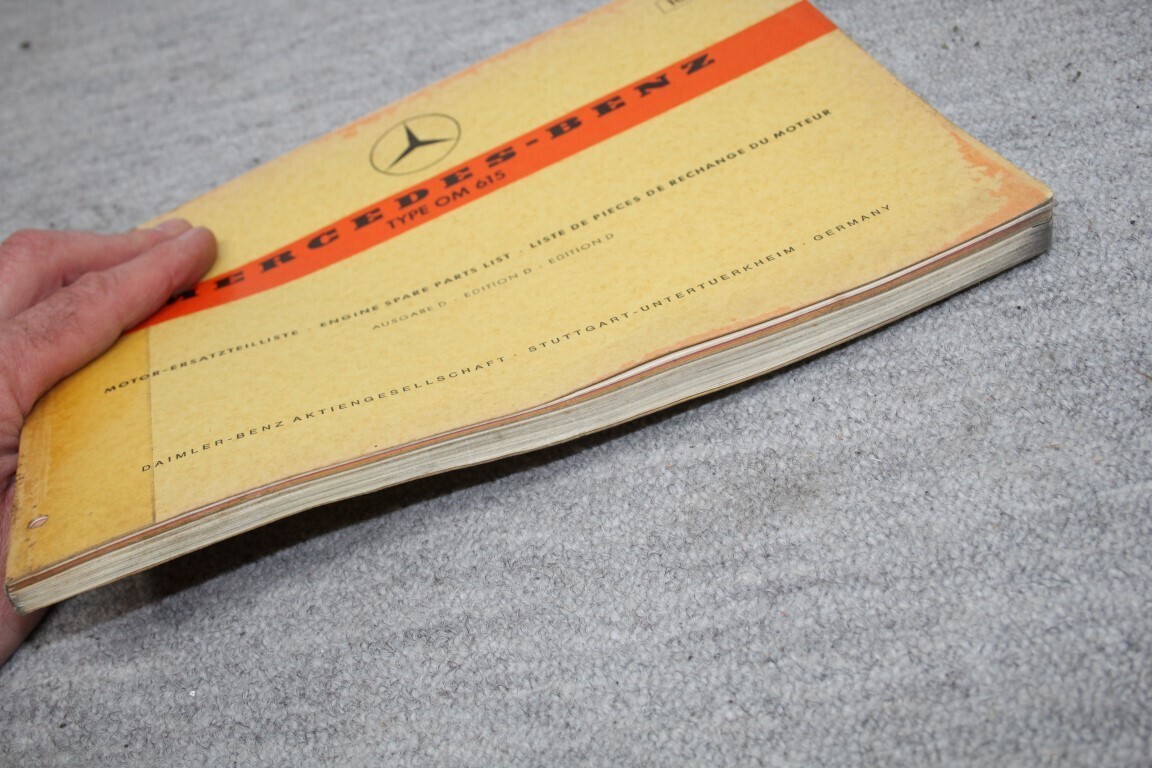 MERCEDES-BENZ
TYPE OM 615
MOTOR-ERSATZTEILLISTE · ENGINE SPARE PARTS LIST · LISTE DE PIECES DE RECHANGE DU MOTEUR
AUSGABE D · EDITION D · EDITION D
DAIMLER-BENZ AKTIENGESELLSCHAFT · STUTTGART-UNTERTUERKHEIM · GERMANY